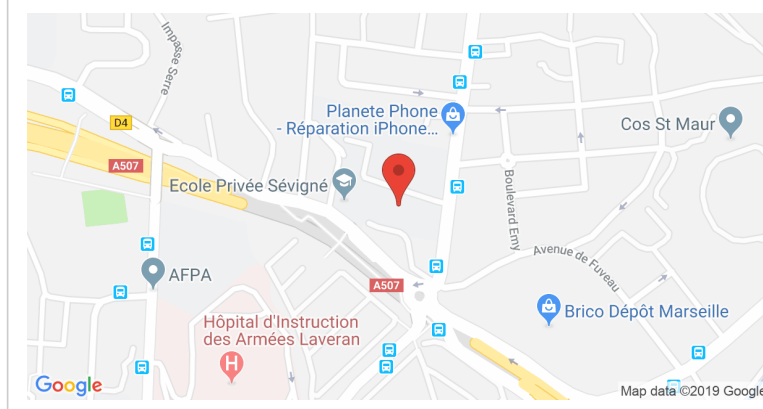 Impasse Serre
D4
Planete Phone
- Réparation iPhone...
Cos St Maur
A507
Ecole Privée Sévigné
Boulevard Emy
Avenue de Fuveau
AFPA
A507
Hôpital d'Instruction
des Armées Laveran
H
Brico Dépôt Marseille
Google
Map data ©2019 Google